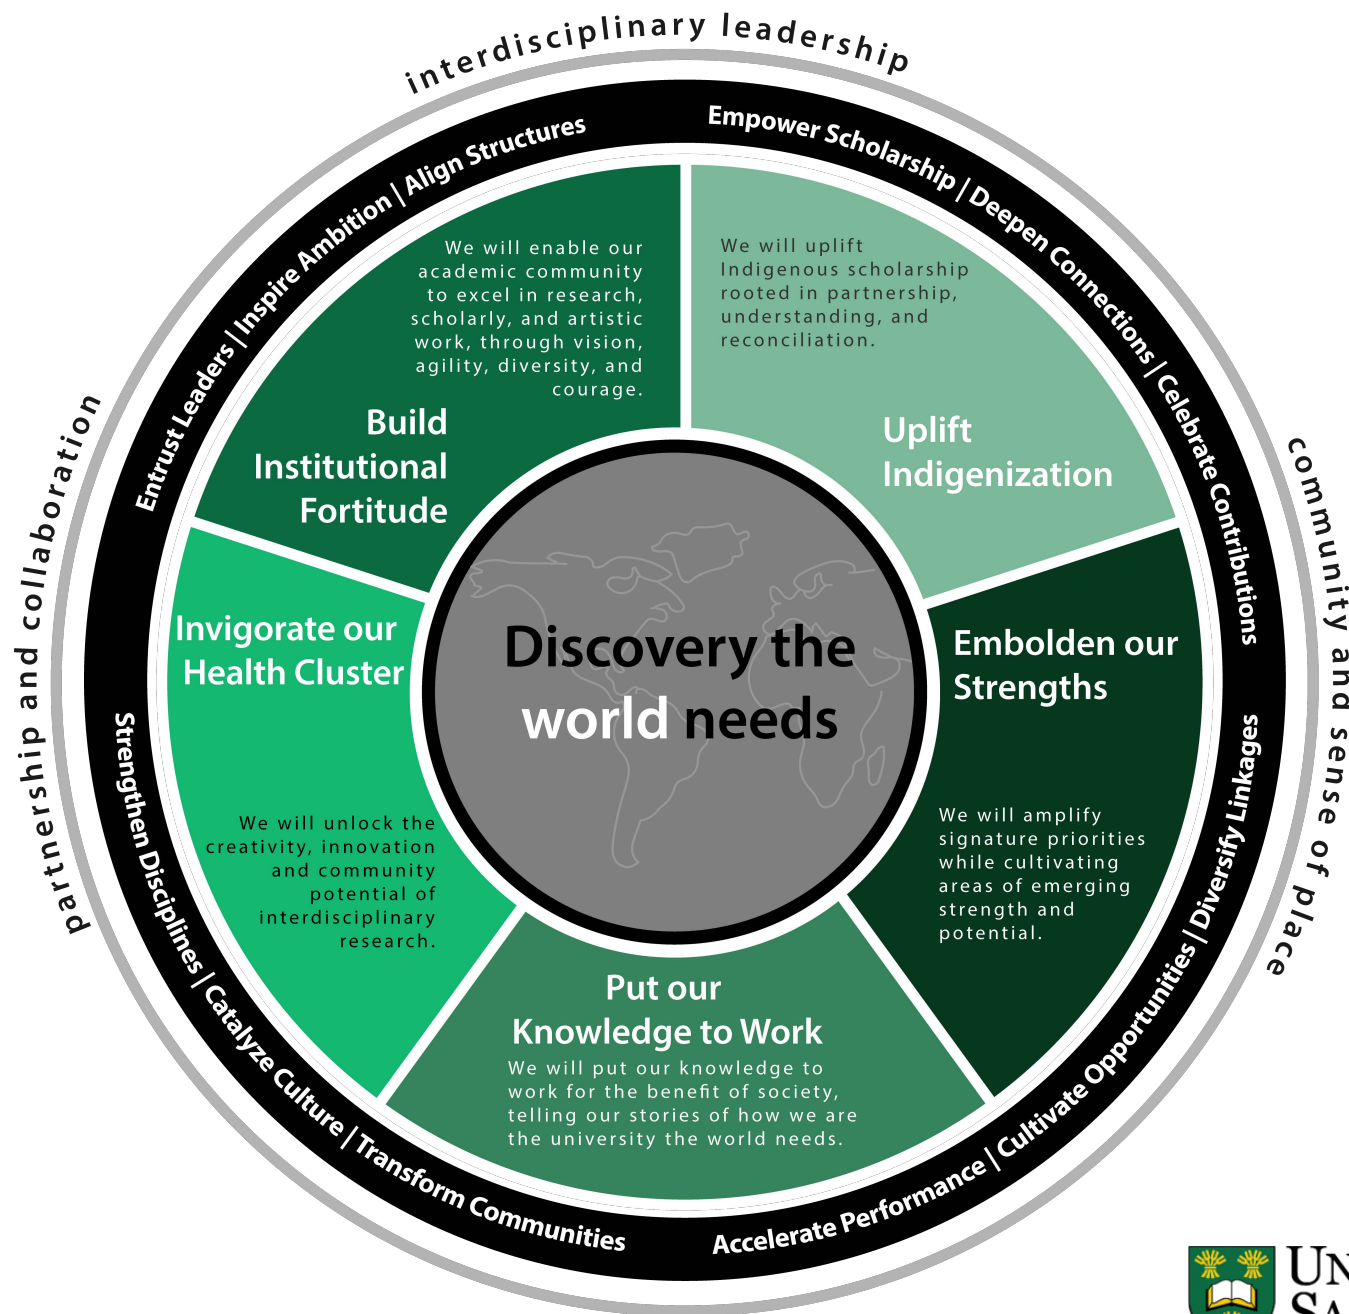 interdisciplinary leadership
Entrust Leaders | Inspire Ambition | Align Structures
Empower Scholarship | Deepen Connections | Celebrate Contributions
We will enable our
academic community
to excel in research,
scholarly, and artistic
work, through vision,
agility, diversity, and
courage.
Build
Institutional
Fortitude
We will uplift
Indigenous scholarship
rooted in partnership,
understanding, and
reconciliation.
Uplift
Indigenization
partnership and collaboration
community and sense of place
Invigorate our
Health Cluster
We will unlock the
creativity, innovation
and community
potential of
interdisciplinary
research.
Discovery the
world needs
Embolden our
Strengths
We will amplify
signature priorities
while cultivating
areas of emerging
strength and
potential.
Put our
Knowledge to Work
We will put our knowledge to
work for the benefit of society,
telling our stories of how we are
the university the world needs.
Strengthen Disciplines | Catalyze Culture | Transform Communities
Accelerate Performance | Cultivate Opportunities | Diversify Linkages